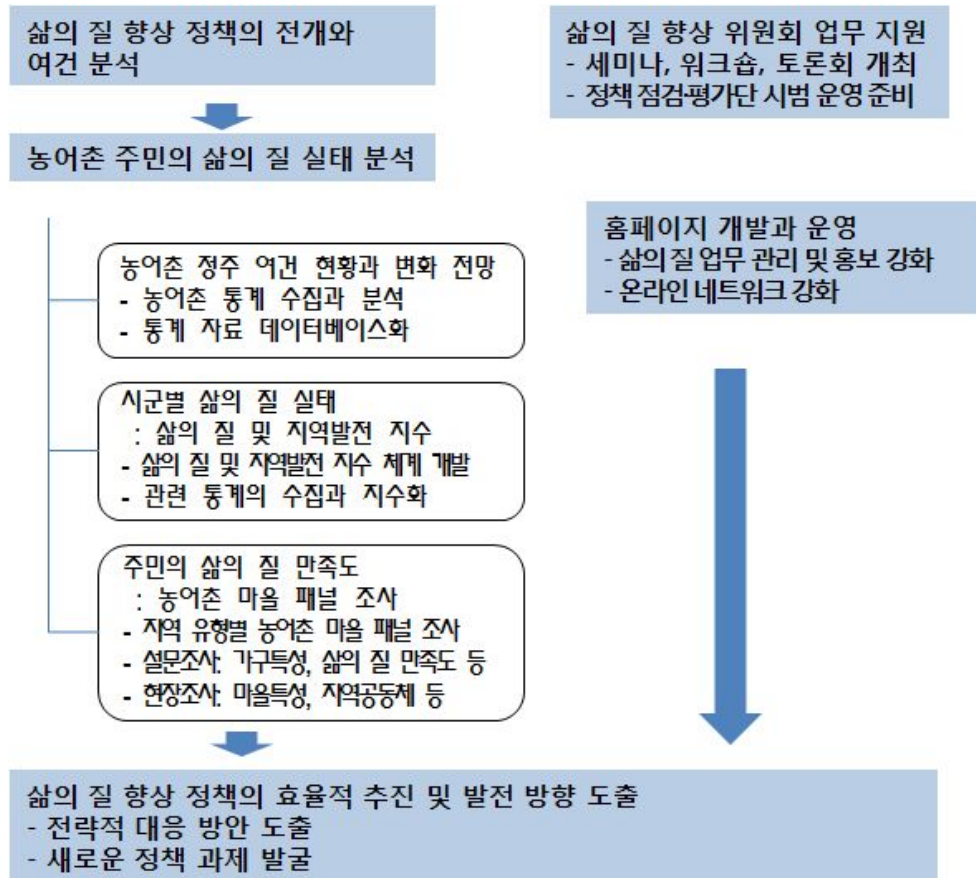 삶의 질 향상 정책의 전개와
여건 분석
농어촌 주민의 삶의 질 실태 분석
농어촌 정주 여건 현황과 변화 전망
- 농어촌 통계 수집과 분석
- 통계 자료 데이터베이스화
시군별 삶의 질 실태
: 삶의 질 및 지역발전 지수
- 삶의 질 및 지역발전 지수 체계 개발
- 관련 통계의 수집과 지수화
주민의 삶의 질 만족도
: 농어촌 마을 패널 조사
- 지역 유형별 농어촌 마을 패널 조사
- 설문조사: 가구특성, 삶의 질 만족도 등
- 현장조사: 마을특성, 지역공동체 등
삶의 질 향상 위원회 업무 지원
- 세미나, 워크숍, 토론회 개최
- 정책 점검·평가단 시범 운영 준비
홈페이지 개발과 운영
- 삶의 질 업무 관리 및 홍보 강화
- 온라인 네트워크 강화
삶의 질 향상 정책의 효율적 추진 및 발전 방향 도출
- 전략적 대응 방안 도출
- 새로운 정책 과제 발굴